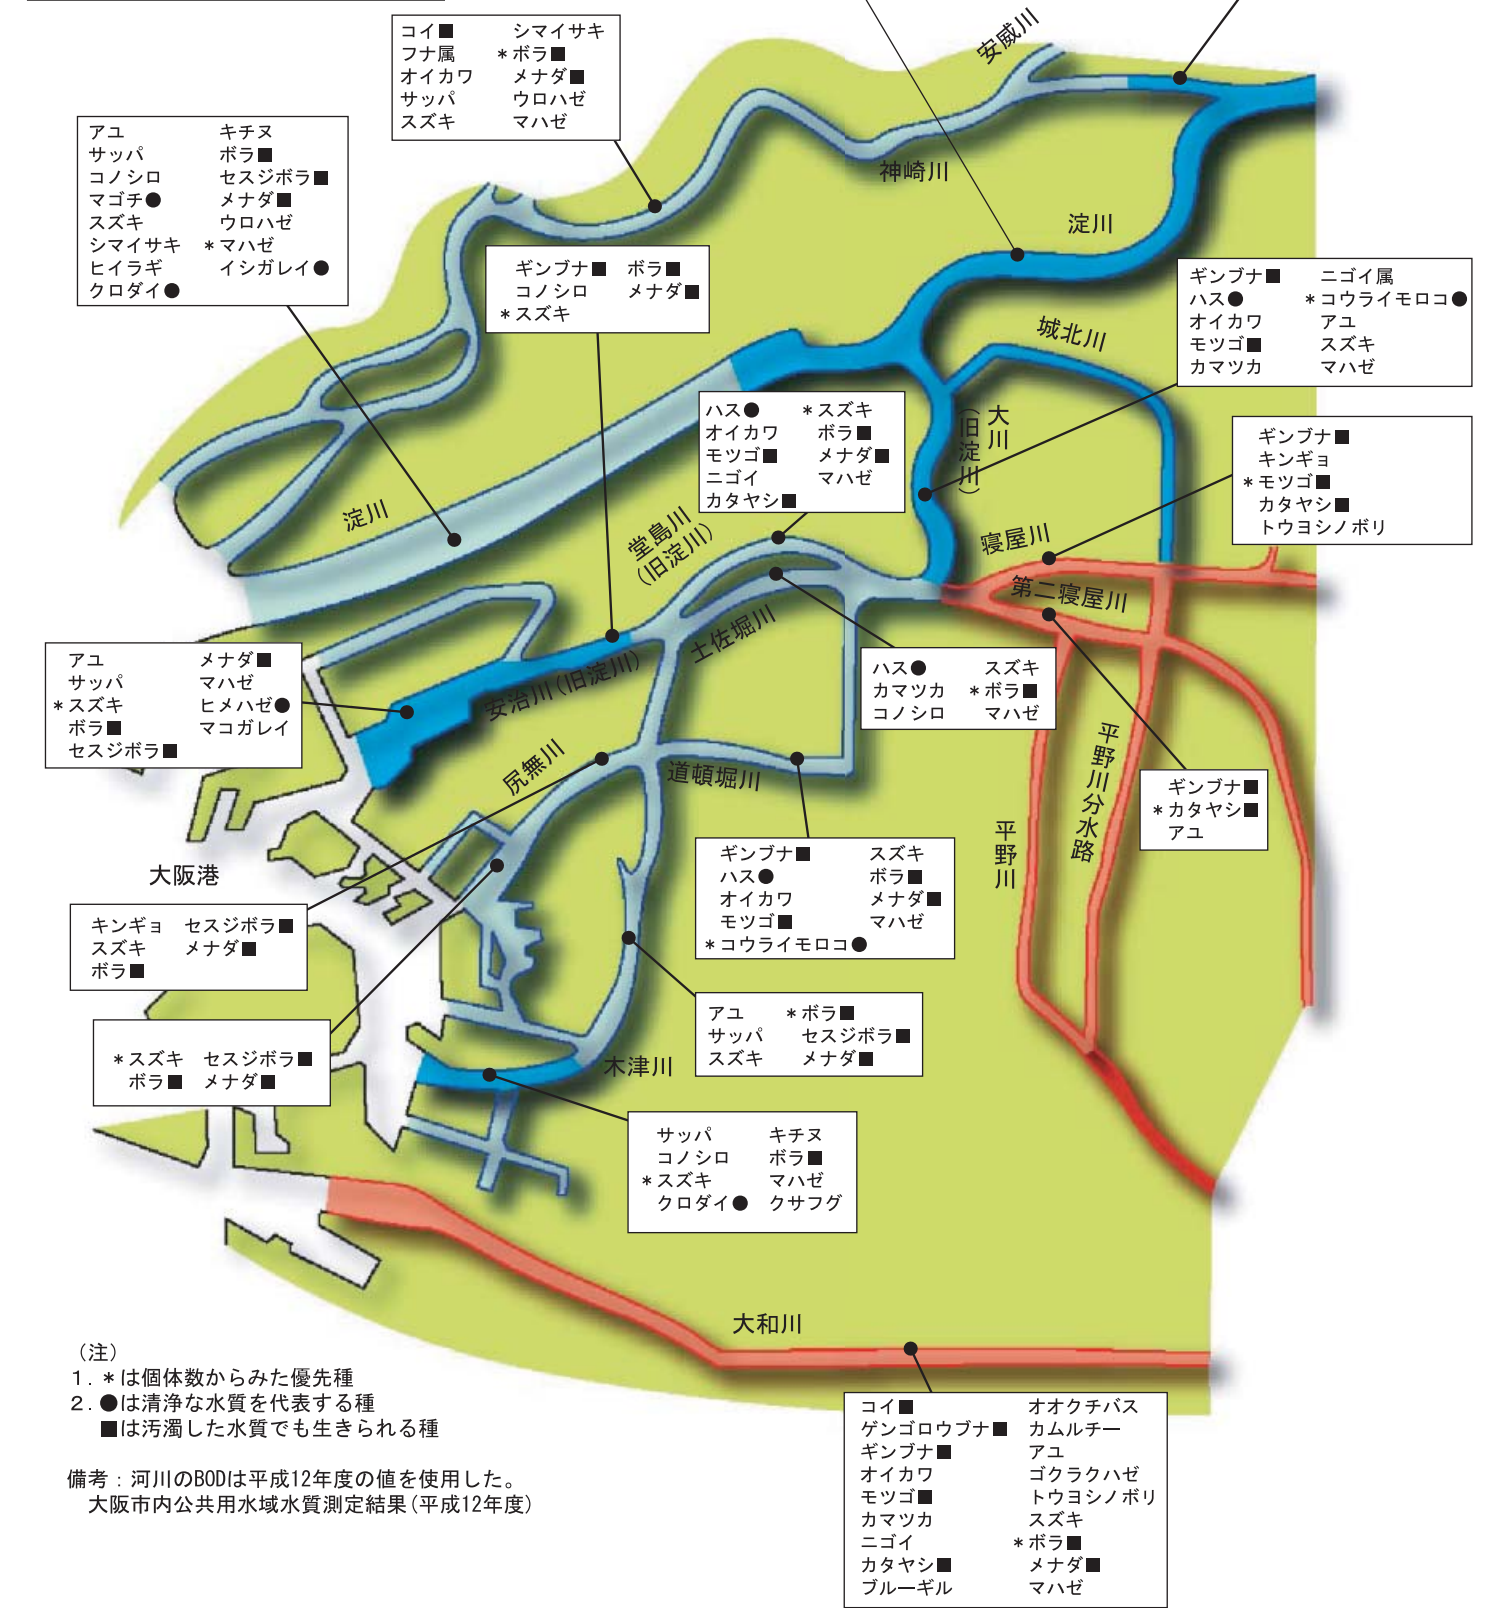 コイ■ シマイサキ
フナ属 *ボラ■
オイカワ メナダ■
サッパ ウロハゼ
スズキ マハゼ
安威川
アユ キチヌ
サッパ ボラ■
コノシロ セスジボラ■
マゴチ● メナダ■
スズキ ウロハゼ
シマイサキ *マハゼ
ヒイラギ イシガレイ●
クロダイ●
神崎川
淀川
ギンブナ■ ボラ■
コノシロ メナダ■
*スズキ
ギンブナ■ ニゴイ属
ハス● *コウライモロコ●
オイカワ アユ
モツゴ■ スズキ
カマツカ マハゼ
城北川
ハス● *スズキ
オイカワ ボラ■
モツゴ■ メナダ■
ニゴイ マハゼ
カタヤシ■
大川
(旧淀川)
ギンブナ■
キンギョ
*モツゴ■
カタヤシ■
トウヨシノボリ
淀川
堂島川
(旧淀川)
寝屋川
第二寝屋川
土佐堀川
アユ メナダ■
サッパ マハゼ
*スズキ ヒメハゼ●
ボラ■ マコガレイ
セスジボラ■
安治川(旧淀川)
ハス● スズキ
カマツカ *ボラ■
コノシロ マハゼ
尻無川
道頓堀川
平野川分水路
平野川
ギンブナ■
*カタヤシ■
アユ
大阪港
ギンブナ■ スズキ
ハス● ボラ■
オイカワ メナダ■
モツゴ■ マハゼ
*コウライモロコ●
キンギョ セスジボラ■
スズキ メナダ■
ボラ■
アユ *ボラ■
サッパ セスジボラ■
スズキ メナダ■
*スズキ セスジボラ■
ボラ■ メナダ■
木津川
サッパ キチヌ
コノシロ ボラ■
*スズキ マハゼ
クロダイ● クサフグ
大和川
(注)
1.*は個体数からみた優先種
2.●は清浄な水質を代表する種
■は汚濁した水質でも生きられる種
備考:河川のBODは平成12年度の値を使用した。
大阪市内公共用水域水質測定結果(平成12年度)
コイ■ オオクチバス
ゲンゴロウブナ■ カムルチー
ギンブナ■ アユ
オイカワ ゴクラクハゼ
モツゴ■ トウヨシノボリ
カマツカ スズキ
ニゴイ *ボラ■
カタヤシ■ メナダ■
ブルーギル マハゼ